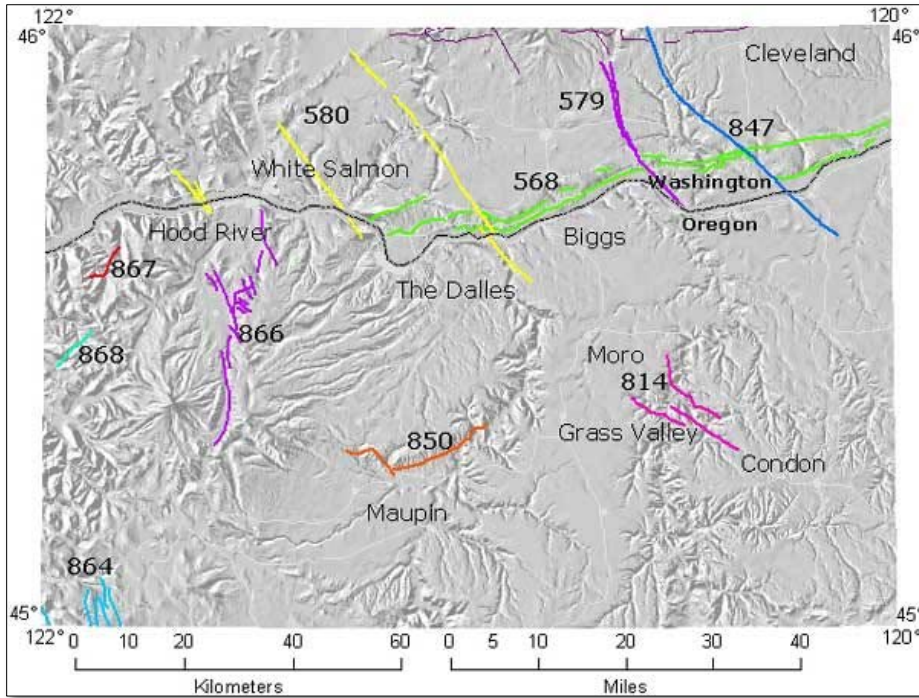 122° 120°
46° 46°
Cleveland
579
580
847
White Salmon
568
Washington
Oregon
Hood River
Biggs
867
The Dalles
866
868
Moro
814
Grass Valley
850
Condon
Maupin
864
45° 45°
122° 120°
0 10 20 40 60 0 10 20 30 40
Kilometers Miles